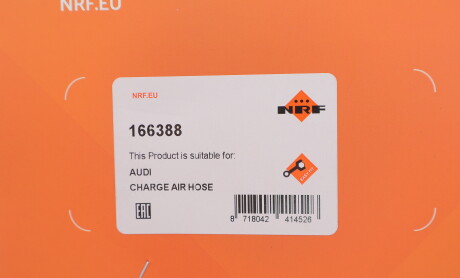 NRF.EU
NRF.EU
NRF
166388
This Product is suitable for:
AUDI
CHARGE AIR HOSE
EAC
8 718042 414526